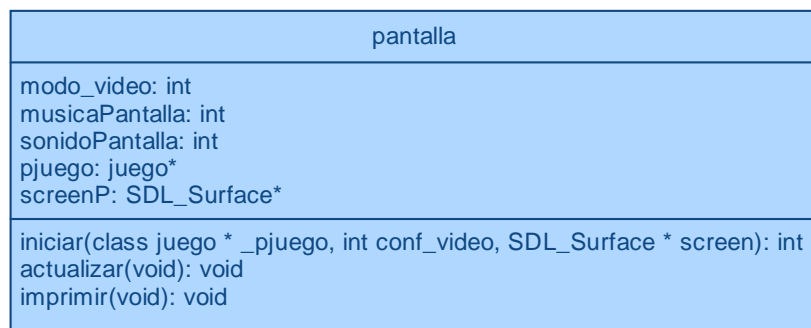 pantalla
modo_video: int
musicaPantalla: int
sonidoPantalla: int
pjuego: juego*
screenP: SDL_Surface*
iniciar(class juego * _pjuego, int conf_video, SDL_Surface * screen): int
actualizar(void): void
imprimir(void): void